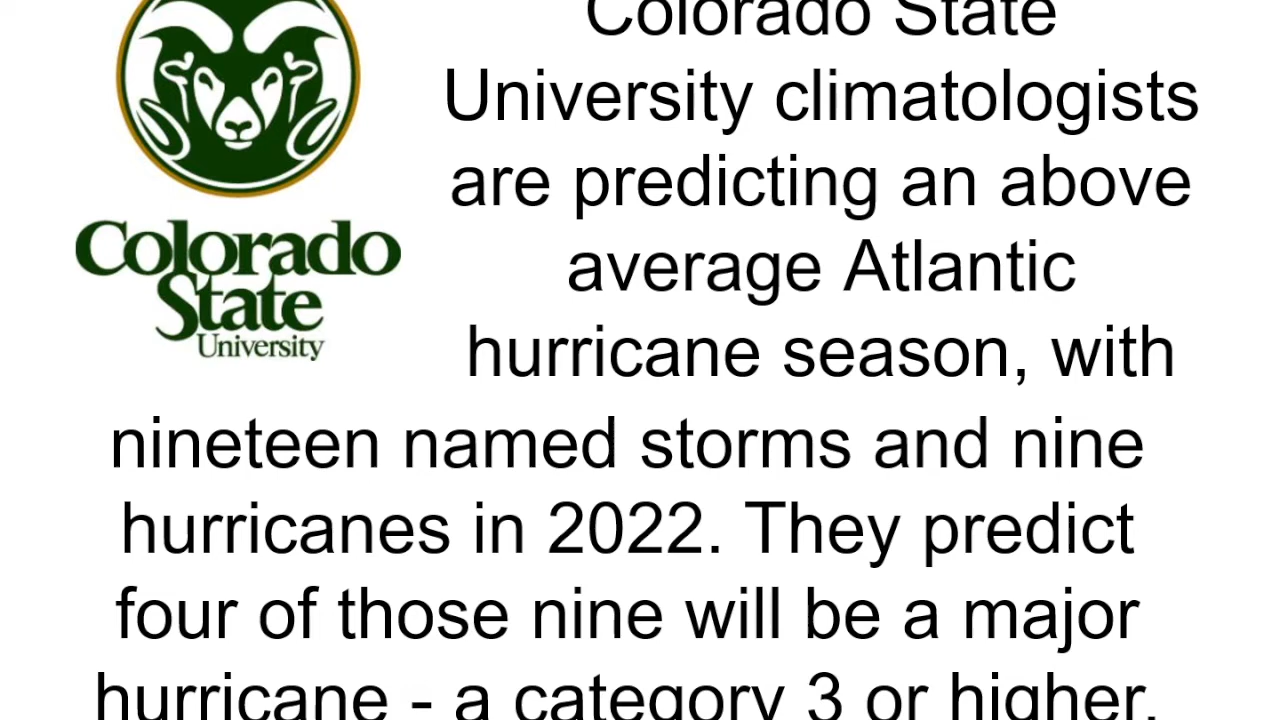 Colorado State
University climatologists
are predicting an above
average Atlantic
hurricane season, with
nineteen named storms and nine
hurricanes in 2022. They predict
four of those nine will be a major
hurricane - a category 3 or higher.
Colorado
State
University